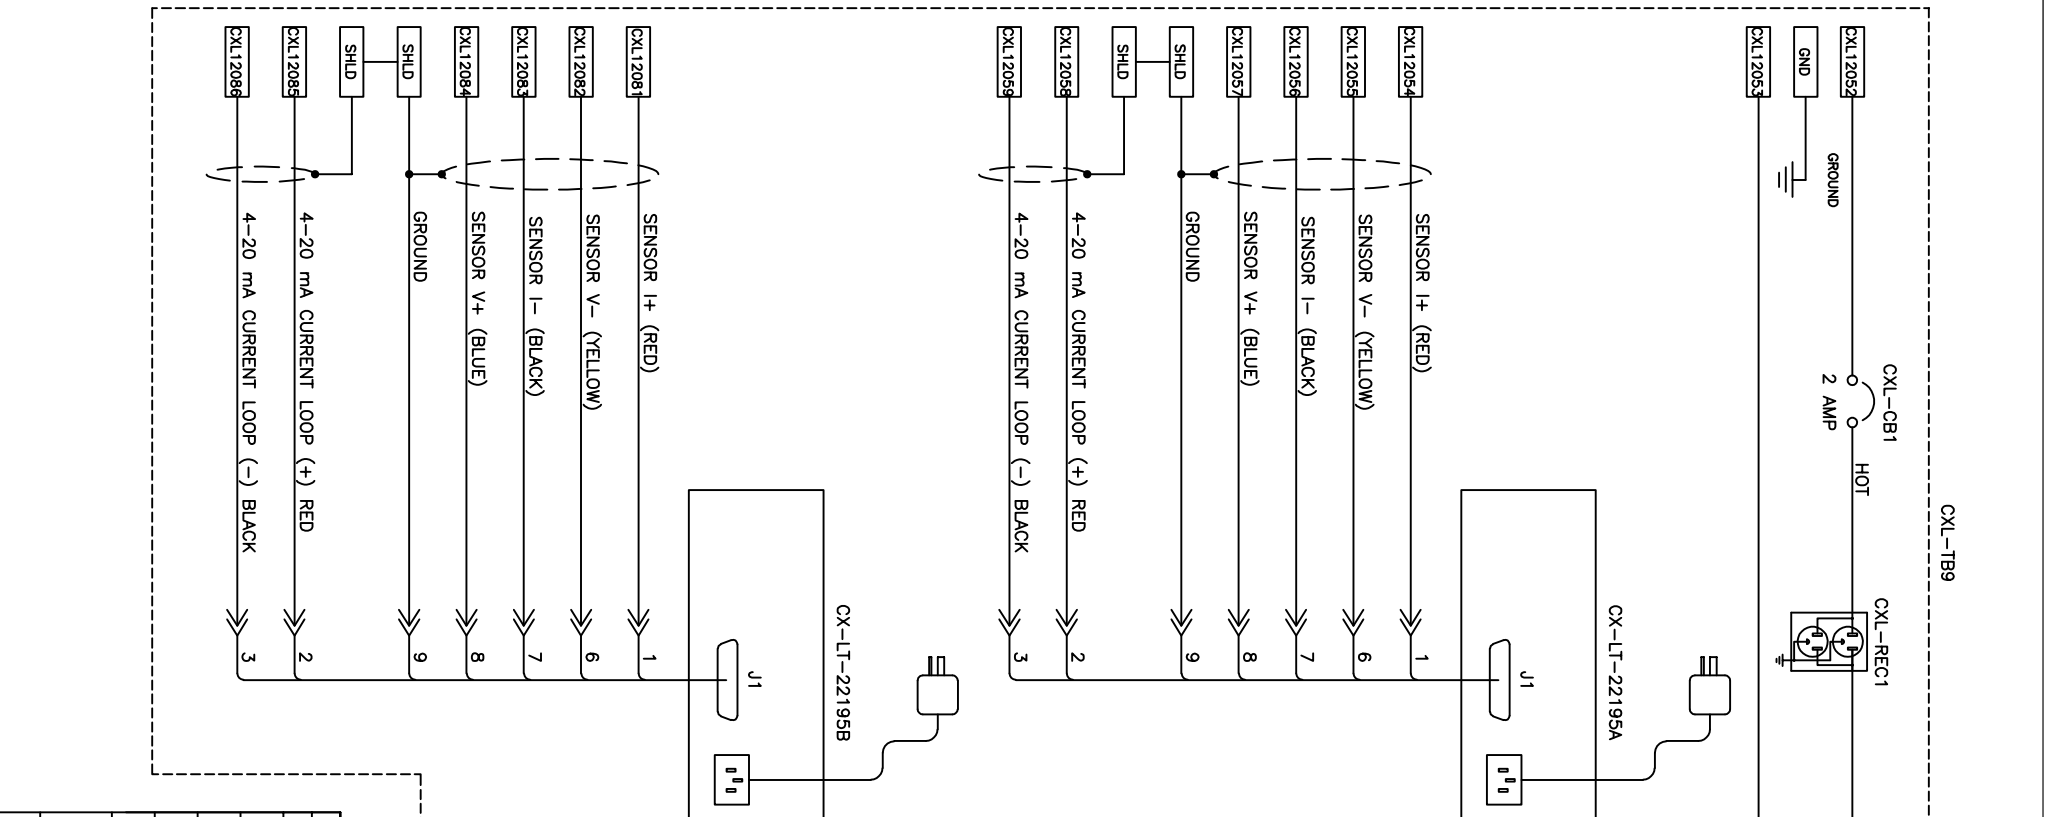 CXL-TB9
CXL12052
GND
CXL12053
GROUND
CXL-CB1
2 AMP
HOT
CXL-REC1
CXL12054
CXL12055
CXL12056
CXL12057
SHLD
SHLD
CXL12058
CXL12059
SENSOR I+ (RED)
SENSOR V- (YELLOW)
SENSOR I- (BLACK)
SENSOR V+ (BLUE)
GROUND
4-20 mA CURRENT LOOP (+) RED
4-20 mA CURRENT LOOP (-) BLACK
1
6
7
8
9
2
3
J1
CX-LT-22195A
CXL12081
CXL12082
CXL12083
CXL12084
SHLD
SHLD
CXL12085
CXL12086
SENSOR I+ (RED)
SENSOR V- (YELLOW)
SENSOR I- (BLACK)
SENSOR V+ (BLUE)
GROUND
4-20 mA CURRENT LOOP (+) RED
4-20 mA CURRENT LOOP (-) BLACK
1
6
7
8
9
2
3
J1
CX-LT-22195B